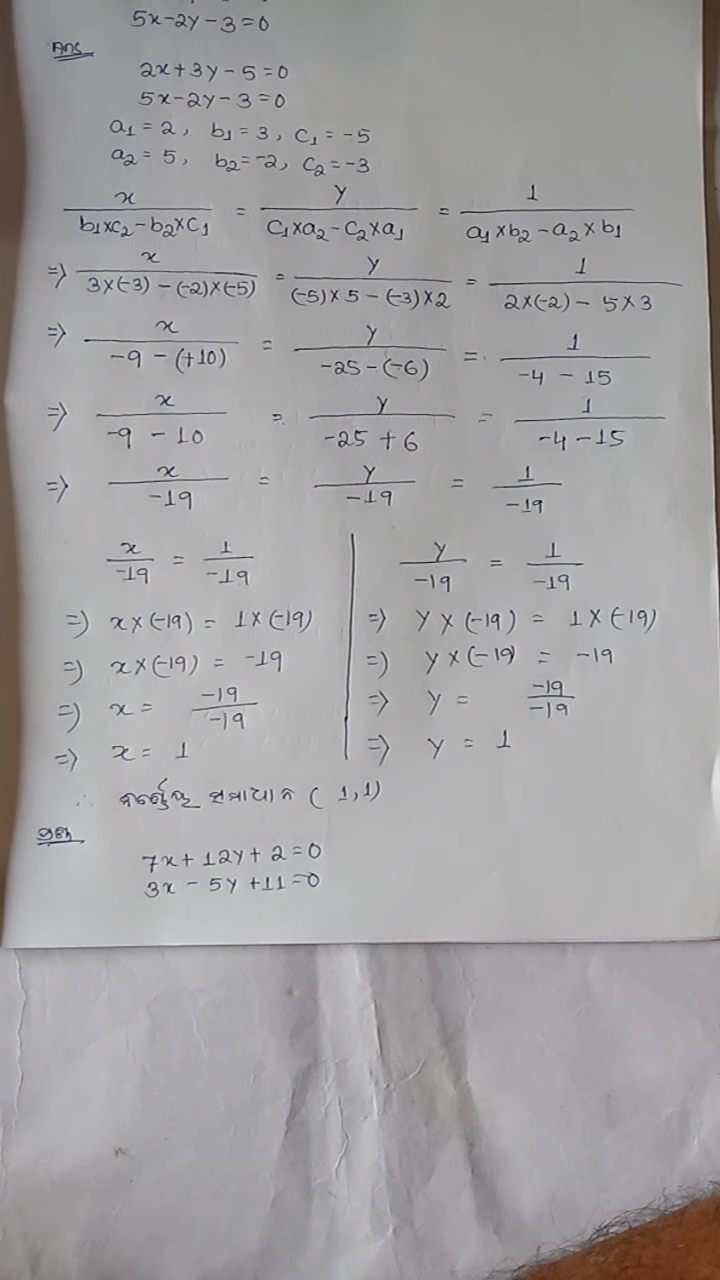 5x-2y-3=0
Ans
2x+3y-5=0
5x-2y-3=0
a₁=2, b₁=3, c₁=-5
a₂=5, b₂=-2, c₂=-3
x/(b₁×c₂-b₂×c₁) = y/(c₁×a₂-c₂×a₁) = 1/(a₁×b₂-a₂×b₁)
⇒ x/(3×(-3)-(-2)×(-5)) = y/((-5)×5-(-3)×2) = 1/(2×(-2)-5×3)
⇒ x/(-9-(+10)) = y/(-25-(-6)) = 1/(-4-15)
⇒ x/(-9-10) = y/(-25+6) = 1/(-4-15)
⇒ x/-19 = y/-19 = 1/-19
x/-19 = 1/-19
⇒ x×(-19) = 1×(-19)
⇒ x×(-19) = -19
⇒ x = -19/-19
⇒ x = 1
y/-19 = 1/-19
⇒ y×(-19) = 1×(-19)
⇒ y×(-19) = -19
⇒ y = -19/-19
⇒ y = 1
∴ ନିର୍ଣ୍ଣେୟ ସମାଧାନ (1,1)
ପ୍ରଶ୍ନ
7x+12y+2=0
3x-5y+11=0